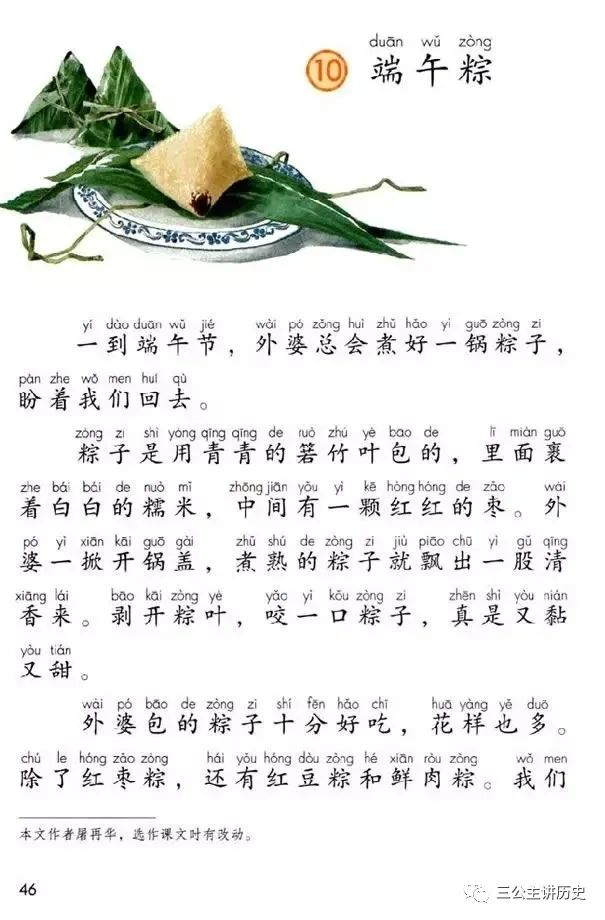 duān wǔ zòng
10 端午粽
yí dào duān wǔ jié wài pó zǒng huì zhǔ hǎo yì guō zòng zi
一到端午节，外婆总会煮好一锅粽子，
pàn zhe wǒ men huí qù
盼着我们回去。
zòng zi shì yòng qīng qīng de ruò zhú yè bāo de lǐ miàn guǒ
粽子是用青青的箬竹叶包的，里面裹
zhe bái bái de nuò mǐ zhōng jiān yǒu yì kē hóng hóng de zǎo wài
着白白的糯米，中间有一颗红红的枣。外
pó yì xiān kāi guō gài zhǔ shú de zòng zi jiù piāo chū yì gǔ qīng
婆一掀开锅盖，煮熟的粽子就飘出一股清
xiāng lái bāo kāi zòng yè yǎo yì kǒu zòng zi zhēn shì yòu nián
香来。剥开粽叶，咬一口粽子，真是又黏
yòu tián
又甜。
wài pó bāo de zòng zi shí fēn hǎo chī huā yàng yě duō
外婆包的粽子十分好吃，花样也多。
chú le hóng zǎo zòng hái yǒu hóng dòu zòng hé xiān ròu zòng wǒ men
除了红枣粽，还有红豆粽和鲜肉粽。我们
本文作者屠再华，选作课文时有改动。
46
三公主讲历史